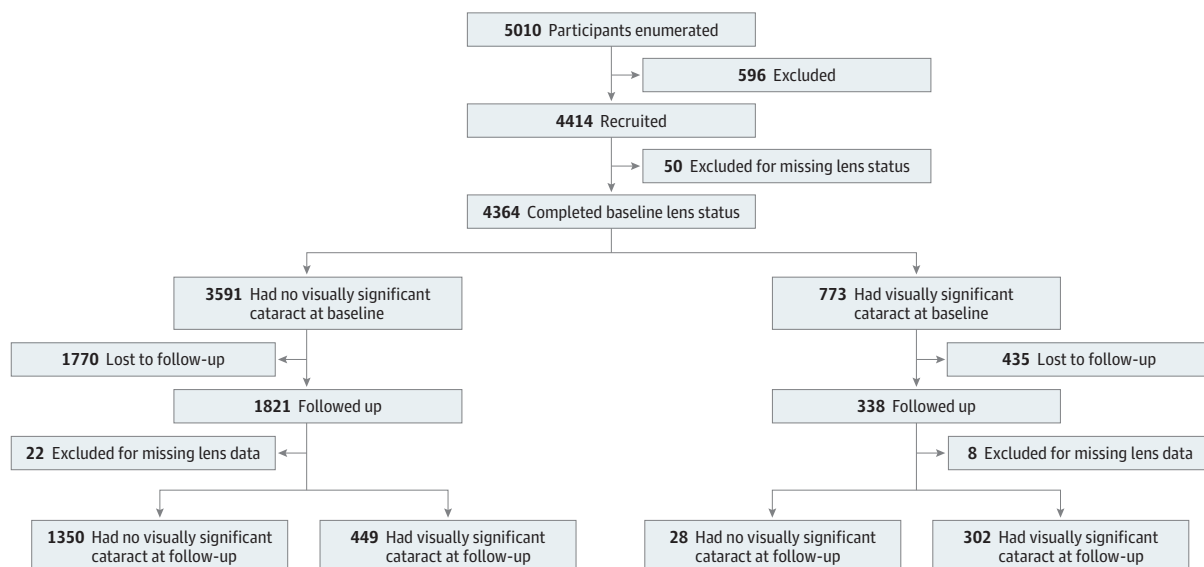 5010 Participants enumerated
596 Excluded
4414 Recruited
50 Excluded for missing lens status
4364 Completed baseline lens status
3591 Had no visually significant
cataract at baseline
773 Had visually significant
cataract at baseline
1770 Lost to follow-up
435 Lost to follow-up
1821 Followed up
338 Followed up
22 Excluded for missing lens data
8 Excluded for missing lens data
1350 Had no visually significant
cataract at follow-up
449 Had visually significant
cataract at follow-up
28 Had no visually significant
cataract at follow-up
302 Had visually significant
cataract at follow-up